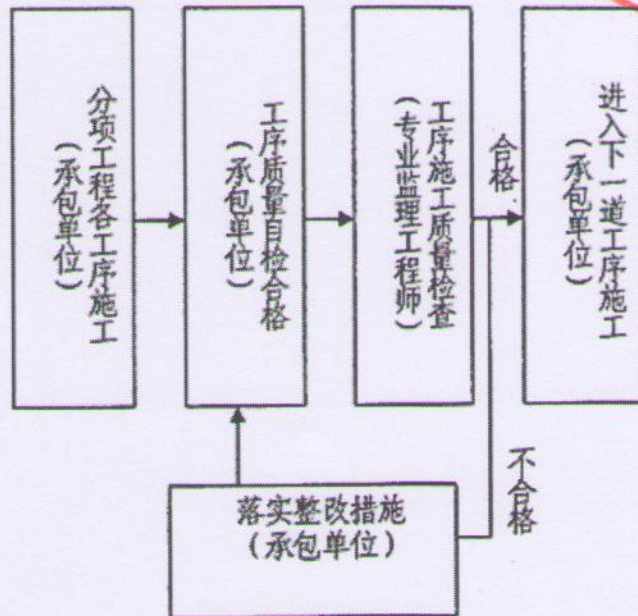 分项工程各工序施工
（承包单位）
工序质量自检合格
（承包单位）
工序施工质量检查
（专业监理工程师）
合格
进入下一道工序施工
（承包单位）
不合格
落实整改措施
（承包单位）